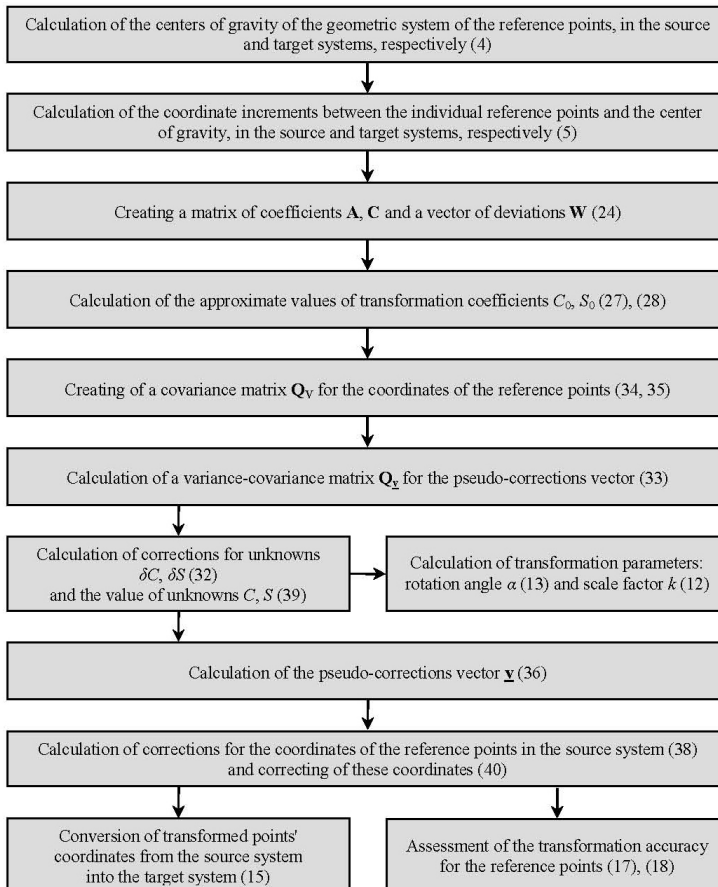 Calculation of the centers of gravity of the geometric system of the reference points, in the source
and target systems, respectively (4)
Calculation of the coordinate increments between the individual reference points and the center
of gravity, in the source and target systems, respectively (5)
Creating a matrix of coefficients A, C and a vector of deviations W (24)
Calculation of the approximate values of transformation coefficients C₀, S₀ (27), (28)
Creating of a covariance matrix Qᵥ for the coordinates of the reference points (34, 35)
Calculation of a variance-covariance matrix Qᵥ for the pseudo-corrections vector (33)
Calculation of corrections for unknowns
δC, δS (32)
and the value of unknowns C, S (39)
Calculation of transformation parameters:
rotation angle α (13) and scale factor k (12)
Calculation of the pseudo-corrections vector v (36)
Calculation of corrections for the coordinates of the reference points in the source system (38)
and correcting of these coordinates (40)
Conversion of transformed points'
coordinates from the source system
into the target system (15)
Assessment of the transformation accuracy
for the reference points (17), (18)